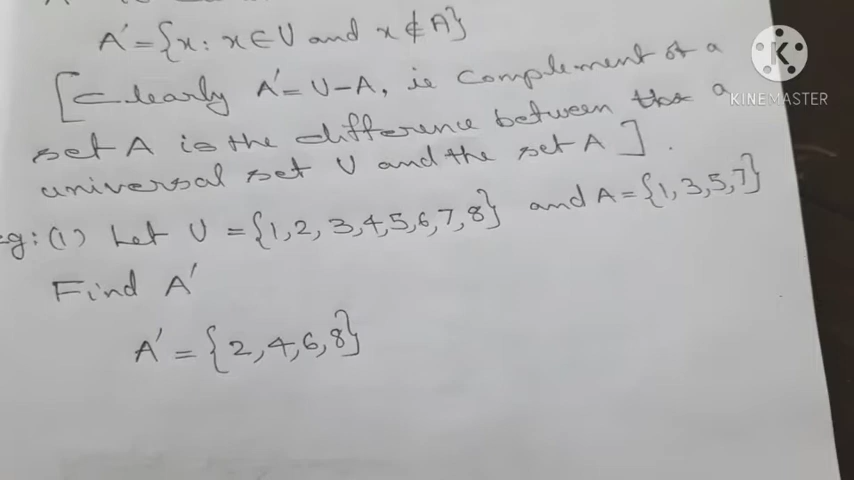 A' = {x : x ∈ U and x ∉ A}
[Clearly A' = U - A, ie complement of a
set A is the difference between the a
universal set U and the set A].
eg: (1) Let U = {1, 2, 3, 4, 5, 6, 7, 8} and A = {1, 3, 5, 7}
Find A'
A' = {2, 4, 6, 8}
KINEMASTER